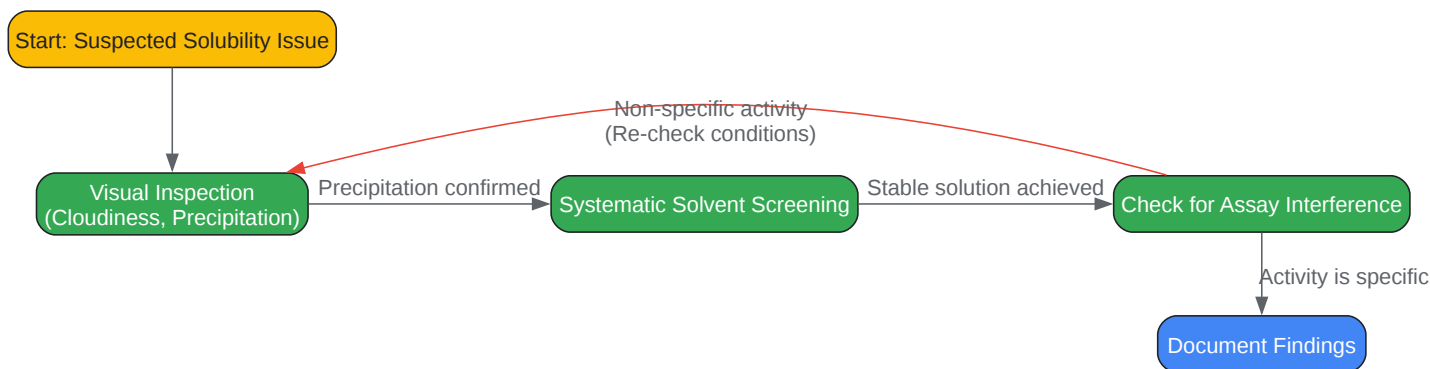 Start: Suspected Solubility Issue
Non-specific activity
(Re-check conditions)
Visual Inspection
(Cloudiness, Precipitation)
Precipitation confirmed
Systematic Solvent Screening
Stable solution achieved
Check for Assay Interference
Activity is specific
Document Findings